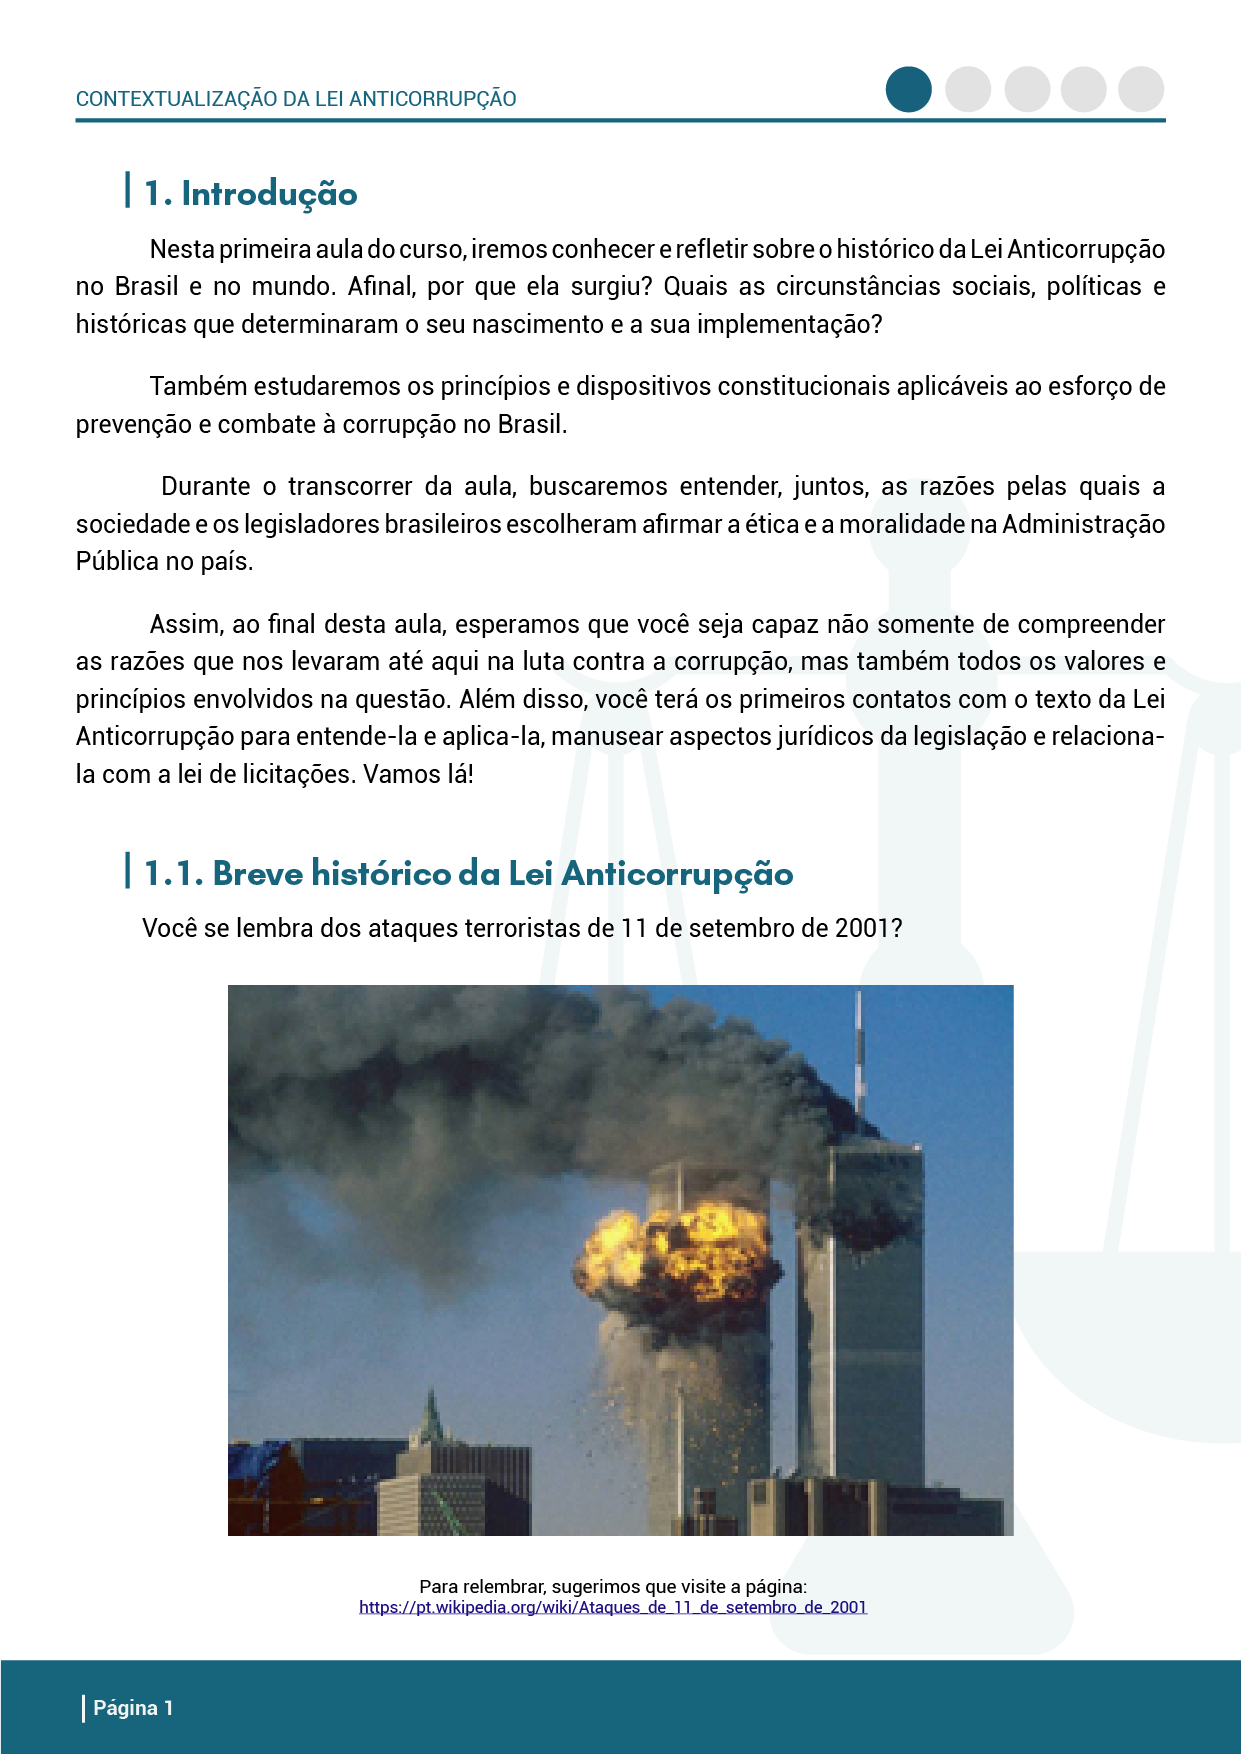 CONTEXTUALIZAÇÃO DA LEI ANTICORRUPÇÃO
1. Introdução
Nesta primeira aula do curso, iremos conhecer e refletir sobre o histórico da Lei Anticorrupção
no Brasil e no mundo. Afinal, por que ela surgiu? Quais as circunstâncias sociais, políticas e
históricas que determinaram o seu nascimento e a sua implementação?
Também estudaremos os princípios e dispositivos constitucionais aplicáveis ao esforço de
prevenção e combate à corrupção no Brasil.
Durante o transcorrer da aula, buscaremos entender, juntos, as razões pelas quais a
sociedade e os legisladores brasileiros escolheram afirmar a ética e a moralidade na Administração
Pública no país.
Assim, ao final desta aula, esperamos que você seja capaz não somente de compreender
as razões que nos levaram até aqui na luta contra a corrupção, mas também todos os valores e
princípios envolvidos na questão. Além disso, você terá os primeiros contatos com o texto da Lei
Anticorrupção para entende-la e aplica-la, manusear aspectos jurídicos da legislação e relaciona-
la com a lei de licitações. Vamos lá!
1.1. Breve histórico da Lei Anticorrupção
Você se lembra dos ataques terroristas de 11 de setembro de 2001?
Para relembrar, sugerimos que visite a página:
https://pt.wikipedia.org/wiki/Ataques_de_11_de_setembro_de_2001
Página 1